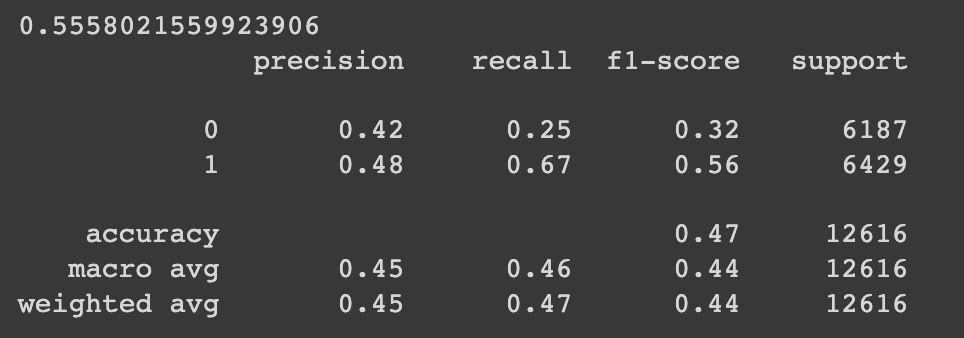 0.5558021559923906
precision recall f1-score support
0 0.42 0.25 0.32 6187
1 0.48 0.67 0.56 6429
accuracy 0.47 12616
macro avg 0.45 0.46 0.44 12616
weighted avg 0.45 0.47 0.44 12616